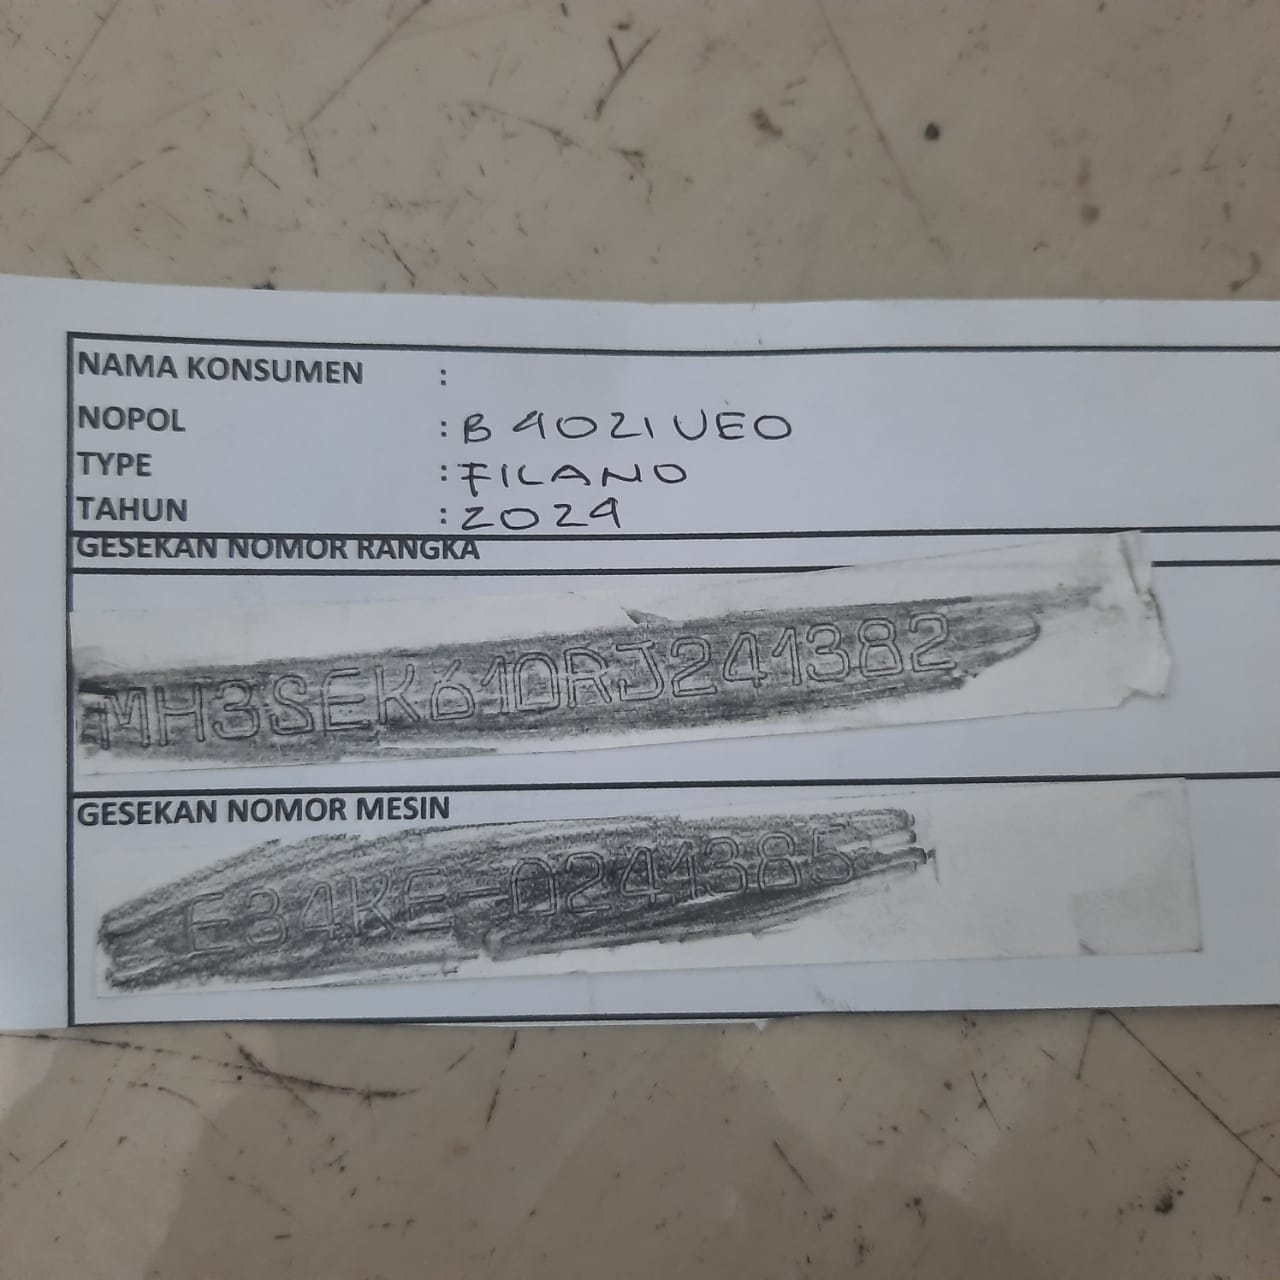 NAMA KONSUMEN :
NOPOL : B 4021 UEO
TYPE : FILANO
TAHUN : 2024
GESEKAN NOMOR RANGKA
MH3SEK610RJ241382
GESEKAN NOMOR MESIN
E34KE-0241385